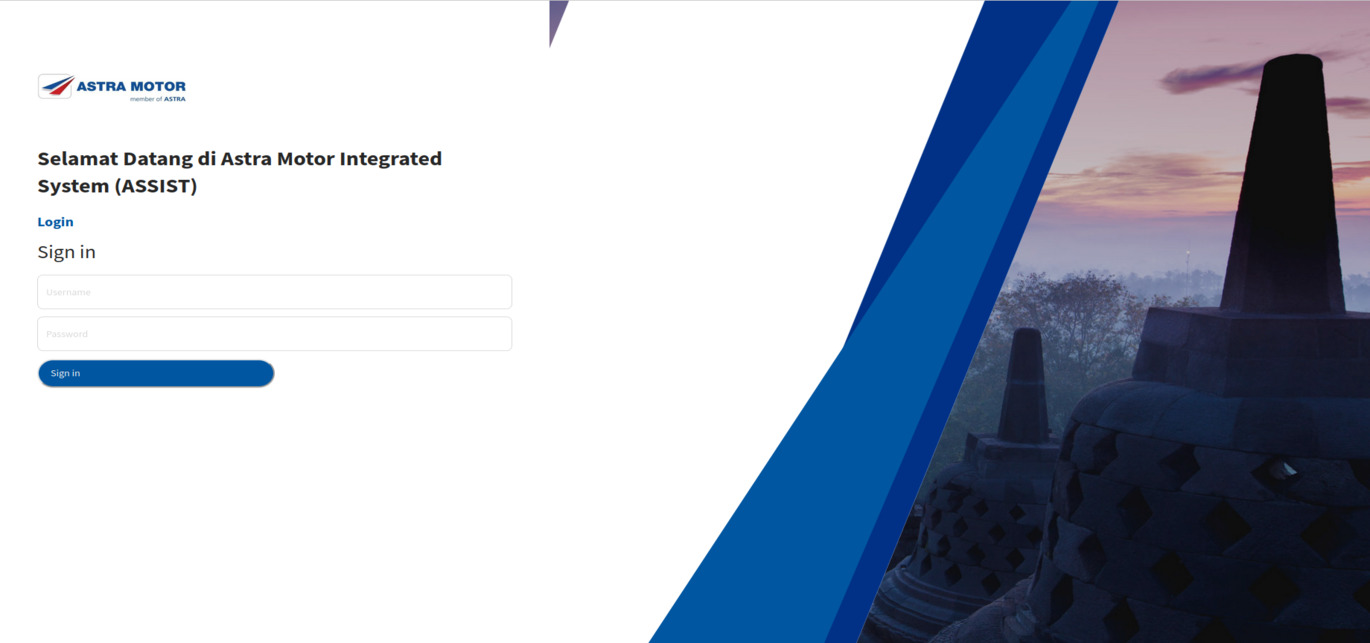 ASTRA MOTOR
member of ASTRA
Selamat Datang di Astra Motor Integrated
System (ASSIST)
Login
Sign in
Username
Password
Sign in